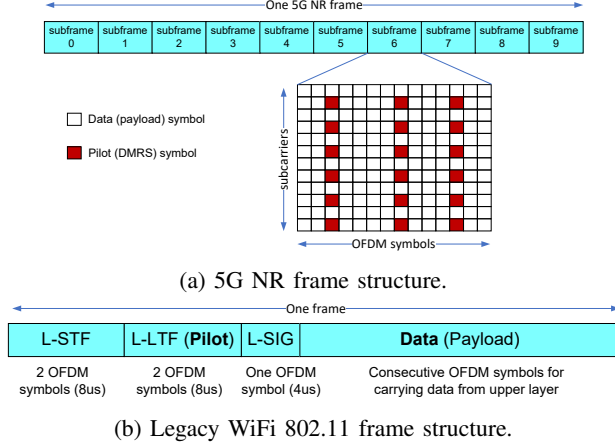 One 5G NR frame
subframe 0 subframe 1 subframe 2 subframe 3 subframe 4 subframe 5 subframe 6 subframe 7 subframe 8 subframe 9
Data (payload) symbol
Pilot (DMRS) symbol
subcarriers
OFDM symbols
(a) 5G NR frame structure.
One frame
L-STF L-LTF (Pilot) L-SIG Data (Payload)
2 OFDM One OFDM Consecutive OFDM symbols for
symbols (8us) symbols (8us) symbol (4us) carrying data from upper layer
(b) Legacy WiFi 802.11 frame structure.